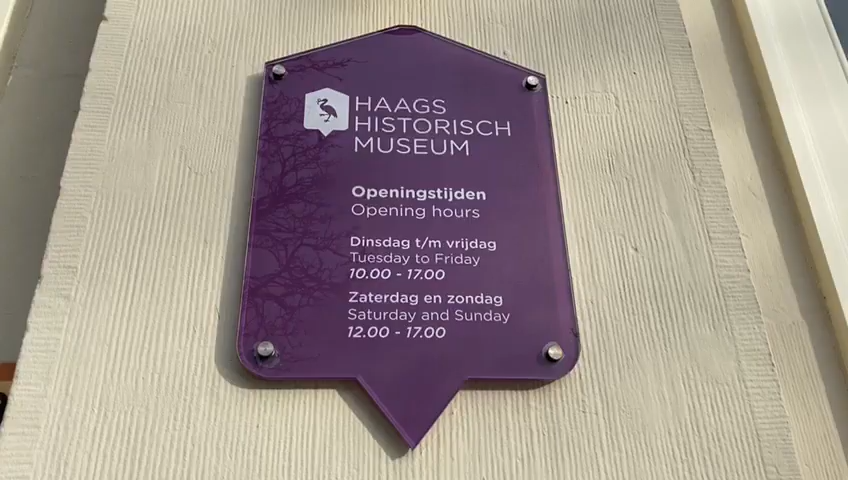 HAAGS
HISTORISCH
MUSEUM
Openingstijden
Opening hours
Dinsdag t/m vrijdag
Tuesday to Friday
10.00 - 17.00
Zaterdag en zondag
Saturday and Sunday
12.00 - 17.00